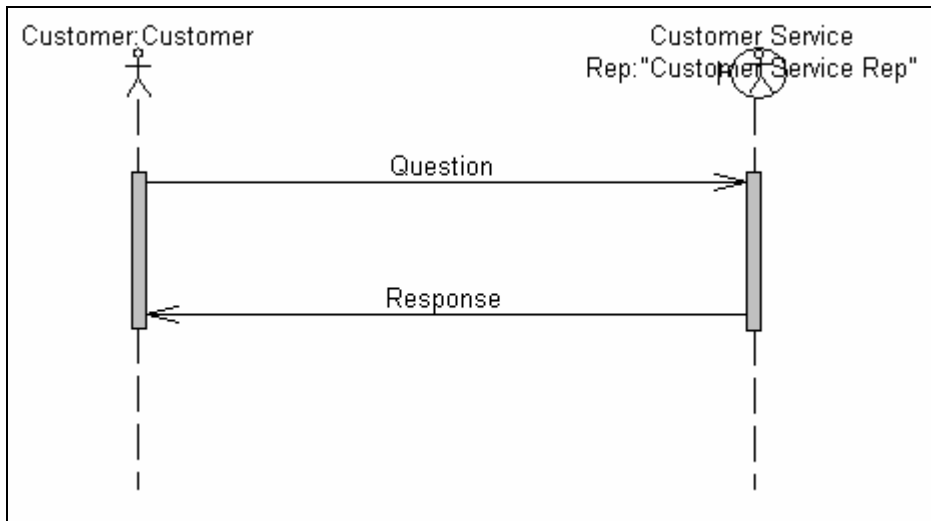 Customer:Customer
Customer Service
Rep:"Customer Service Rep"
Question
Response